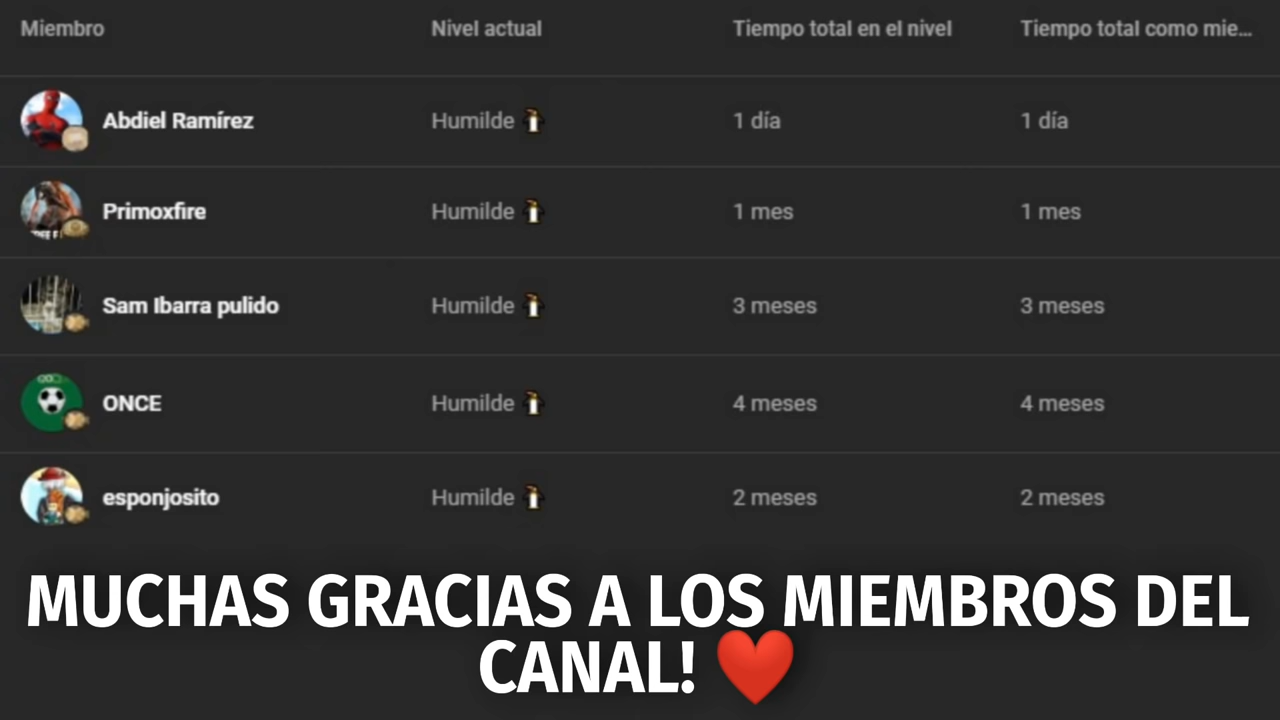 Miembro Nivel actual Tiempo total en el nivel Tiempo total como mie...
Abdiel Ramírez Humilde 1 día 1 día
Primoxfire Humilde 1 mes 1 mes
Sam Ibarra pulido Humilde 3 meses 3 meses
ONCE Humilde 4 meses 4 meses
esponjosito Humilde 2 meses 2 meses
MUCHAS GRACIAS A LOS MIEMBROS DEL
CANAL! ❤️